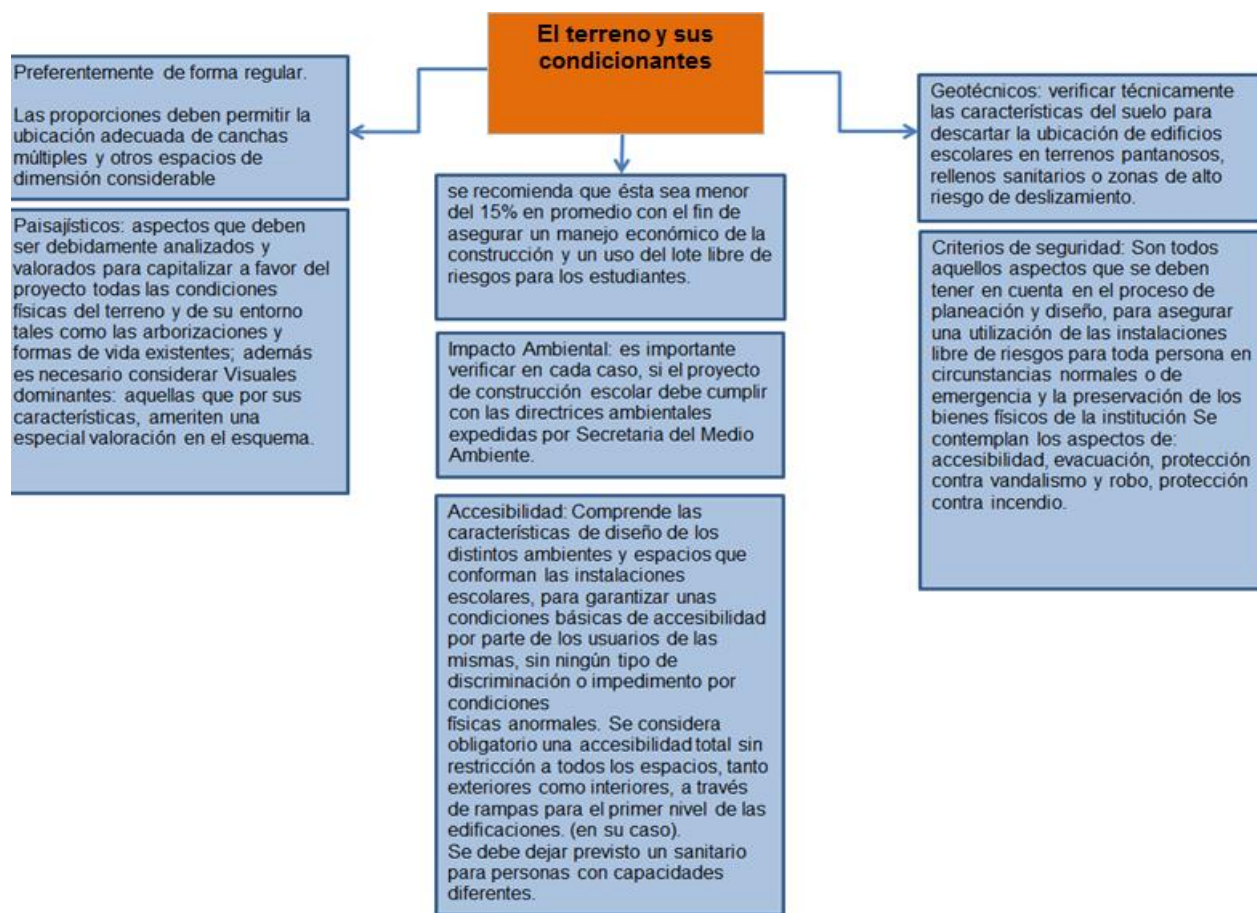 El terreno y sus
condicionantes
Preferentemente de forma regular.
Las proporciones deben permitir la
ubicación adecuada de canchas
múltiples y otros espacios de
dimensión considerable
Paisajísticos: aspectos que deben
ser debidamente analizados y
valorados para capitalizar a favor del
proyecto todas las condiciones
físicas del terreno y de su entorno
tales como las arborizaciones y
formas de vida existentes; además
es necesario considerar Visuales
dominantes: aquellas que por sus
características, ameriten una
especial valoración en el esquema.
se recomienda que ésta sea menor
del 15% en promedio con el fin de
asegurar un manejo económico de la
construcción y un uso del lote libre de
riesgos para los estudiantes.
Impacto Ambiental: es importante
verificar en cada caso, si el proyecto
de construcción escolar debe cumplir
con las directrices ambientales
expedidas por Secretaria del Medio
Ambiente.
Accesibilidad: Comprende las
características de diseño de los
distintos ambientes y espacios que
conforman las instalaciones
escolares, para garantizar unas
condiciones básicas de accesibilidad
por parte de los usuarios de las
mismas, sin ningún tipo de
discriminación o impedimento por
condiciones
físicas anormales. Se considera
obligatorio una accesibilidad total sin
restricción a todos los espacios, tanto
exteriores como interiores, a través
de rampas para el primer nivel de las
edificaciones. (en su caso).
Se debe dejar previsto un sanitario
para personas con capacidades
diferentes.
Geotécnicos: verificar técnicamente
las características del suelo para
descartar la ubicación de edificios
escolares en terrenos pantanosos,
rellenos sanitarios o zonas de alto
riesgo de deslizamiento.
Criterios de seguridad: Son todos
aquellos aspectos que se deben
tener en cuenta en el proceso de
planeación y diseño, para asegurar
una utilización de las instalaciones
libre de riesgos para toda persona en
circunstancias normales o de
emergencia y la preservación de los
bienes físicos de la institución Se
contemplan los aspectos de:
accesibilidad, evacuación, protección
contra vandalismo y robo, protección
contra incendio.